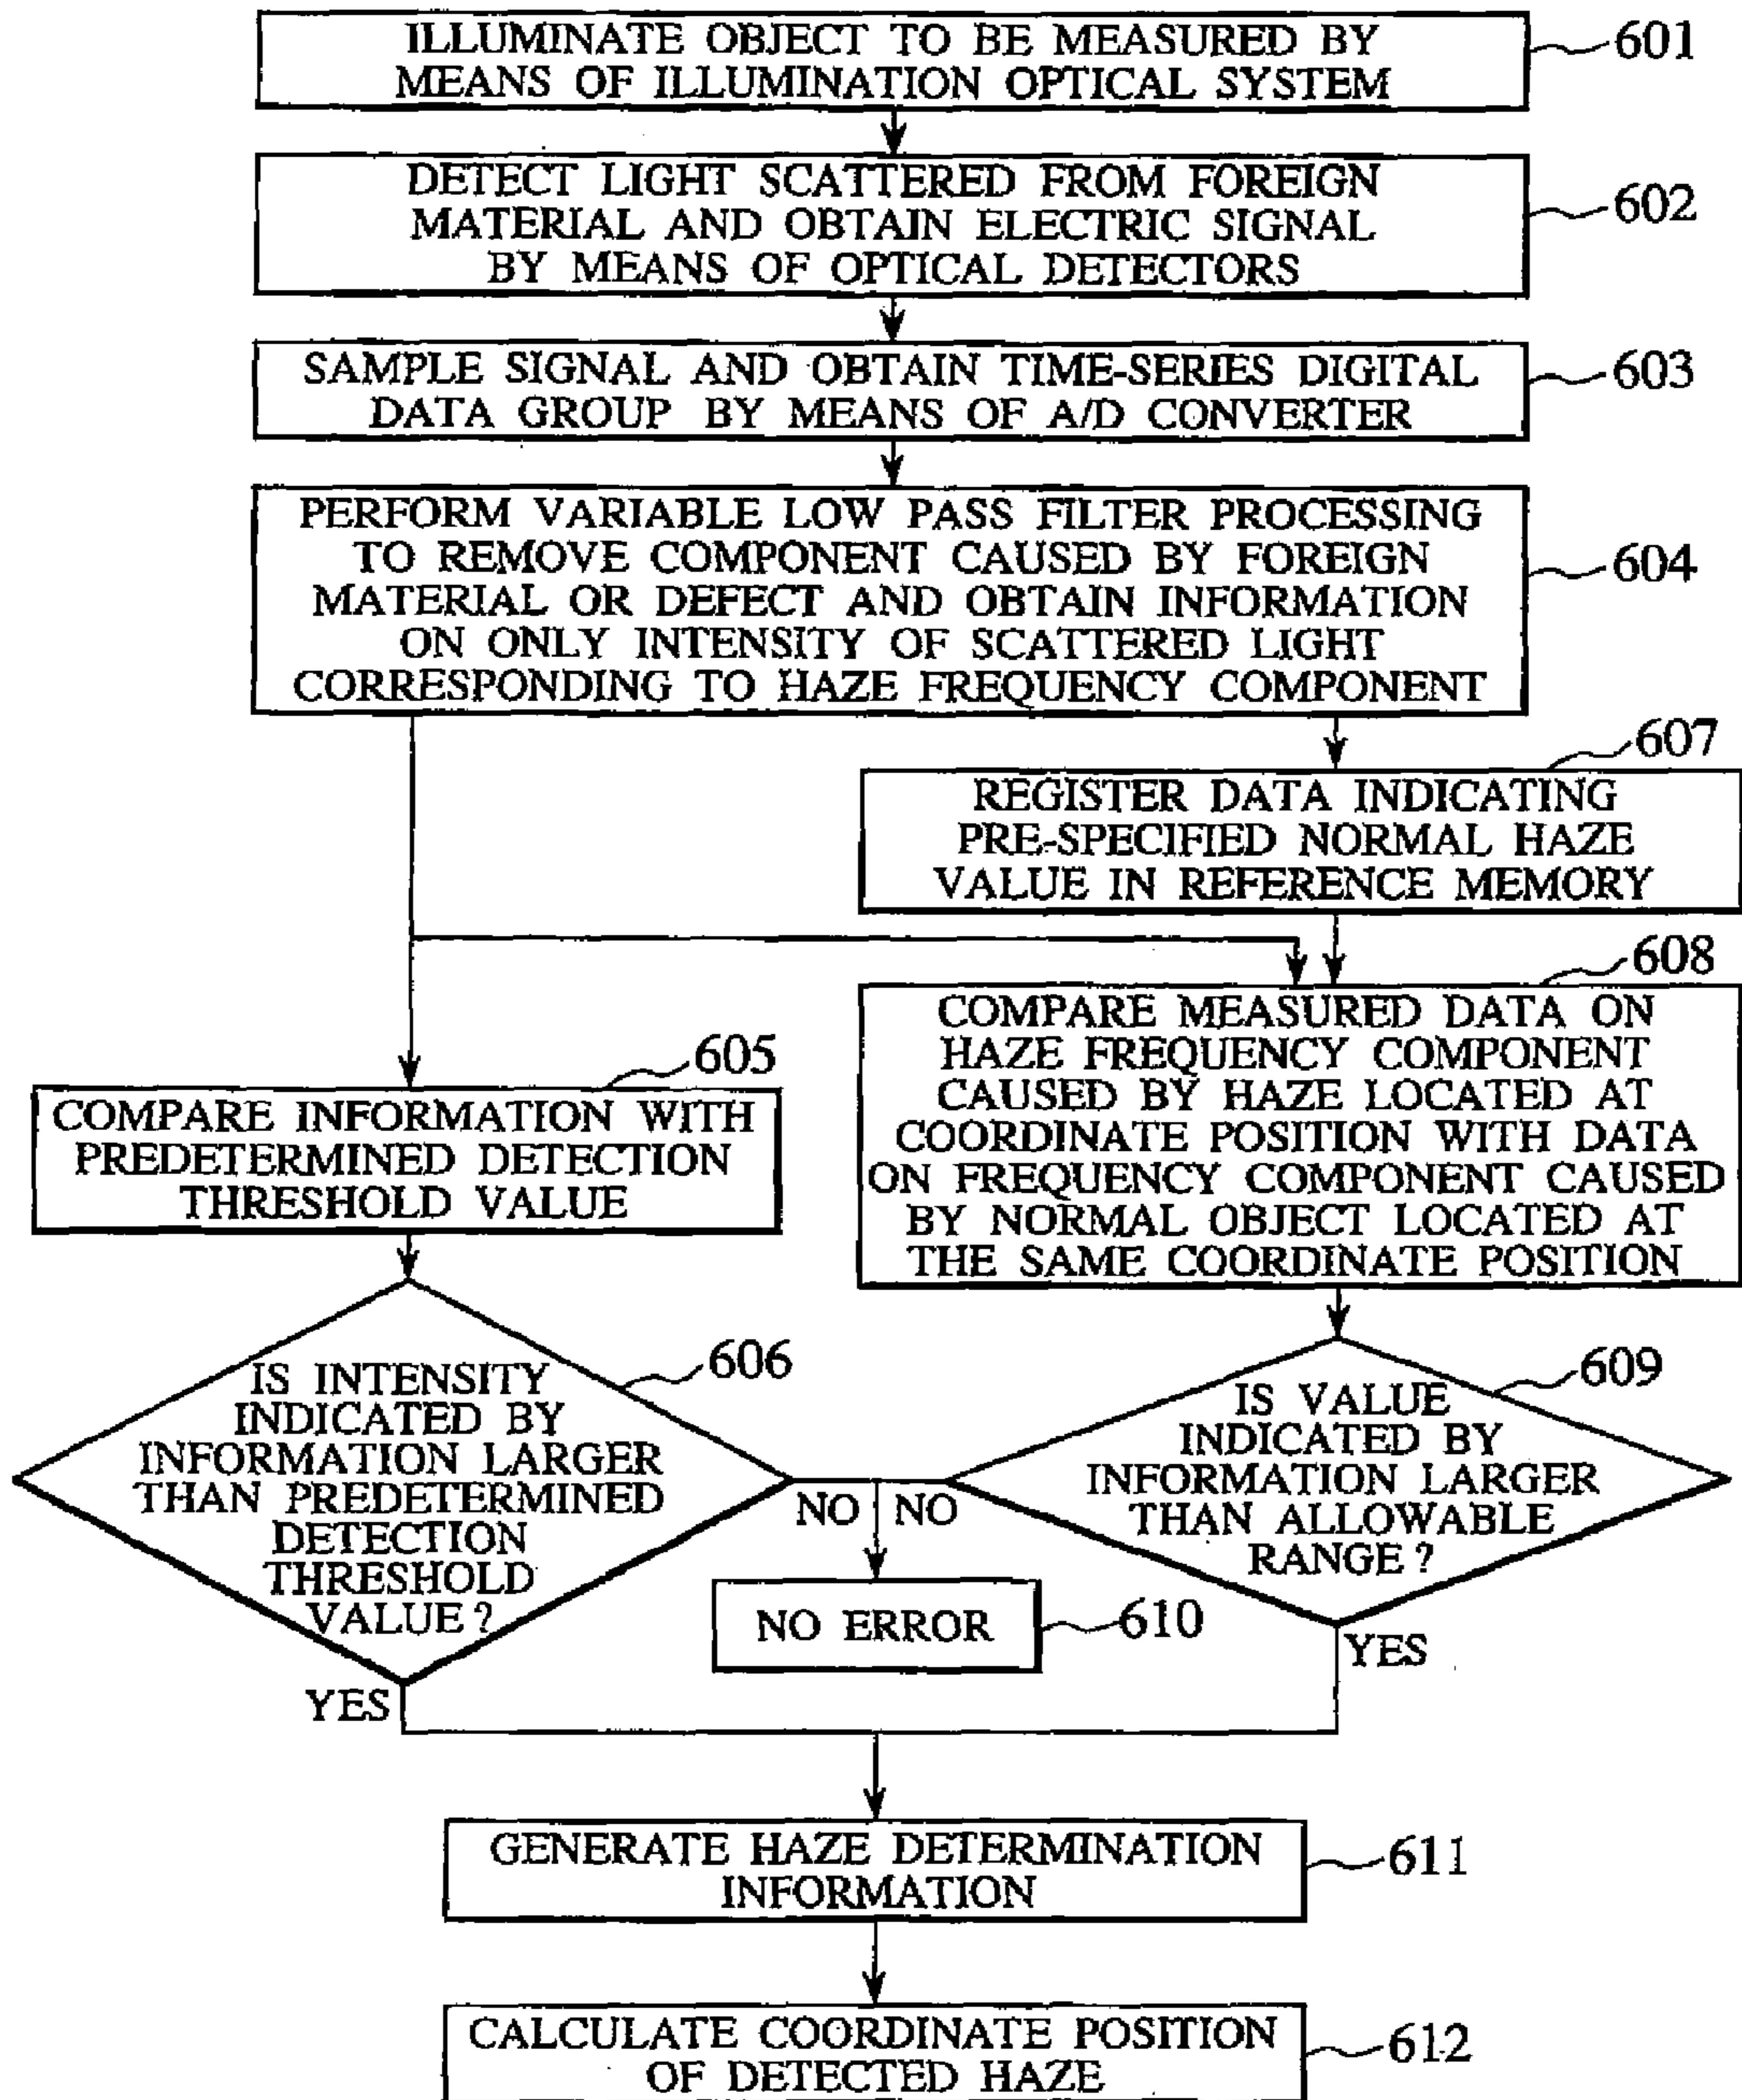 ILLUMINATE OBJECT TO BE MEASURED BY
MEANS OF ILLUMINATION OPTICAL SYSTEM
601
DETECT LIGHT SCATTERED FROM FOREIGN
MATERIAL AND OBTAIN ELECTRIC SIGNAL
BY MEANS OF OPTICAL DETECTORS
602
SAMPLE SIGNAL AND OBTAIN TIME-SERIES DIGITAL
DATA GROUP BY MEANS OF A/D CONVERTER
603
PERFORM VARIABLE LOW PASS FILTER PROCESSING
TO REMOVE COMPONENT CAUSED BY FOREIGN
MATERIAL OR DEFECT AND OBTAIN INFORMATION
ON ONLY INTENSITY OF SCATTERED LIGHT
CORRESPONDING TO HAZE FREQUENCY COMPONENT
604
607
REGISTER DATA INDICATING
PRE-SPECIFIED NORMAL HAZE
VALUE IN REFERENCE MEMORY
608
COMPARE MEASURED DATA ON
HAZE FREQUENCY COMPONENT
CAUSED BY HAZE LOCATED AT
COORDINATE POSITION WITH DATA
ON FREQUENCY COMPONENT CAUSED
BY NORMAL OBJECT LOCATED AT
THE SAME COORDINATE POSITION
605
COMPARE INFORMATION WITH
PREDETERMINED DETECTION
THRESHOLD VALUE
606
IS INTENSITY
INDICATED BY
INFORMATION LARGER
THAN PREDETERMINED
DETECTION
THRESHOLD
VALUE?
609
IS VALUE
INDICATED BY
INFORMATION LARGER
THAN ALLOWABLE
RANGE?
NO NO
NO ERROR
610
YES
YES
GENERATE HAZE DETERMINATION
INFORMATION
611
CALCULATE COORDINATE POSITION
OF DETECTED HAZE
612